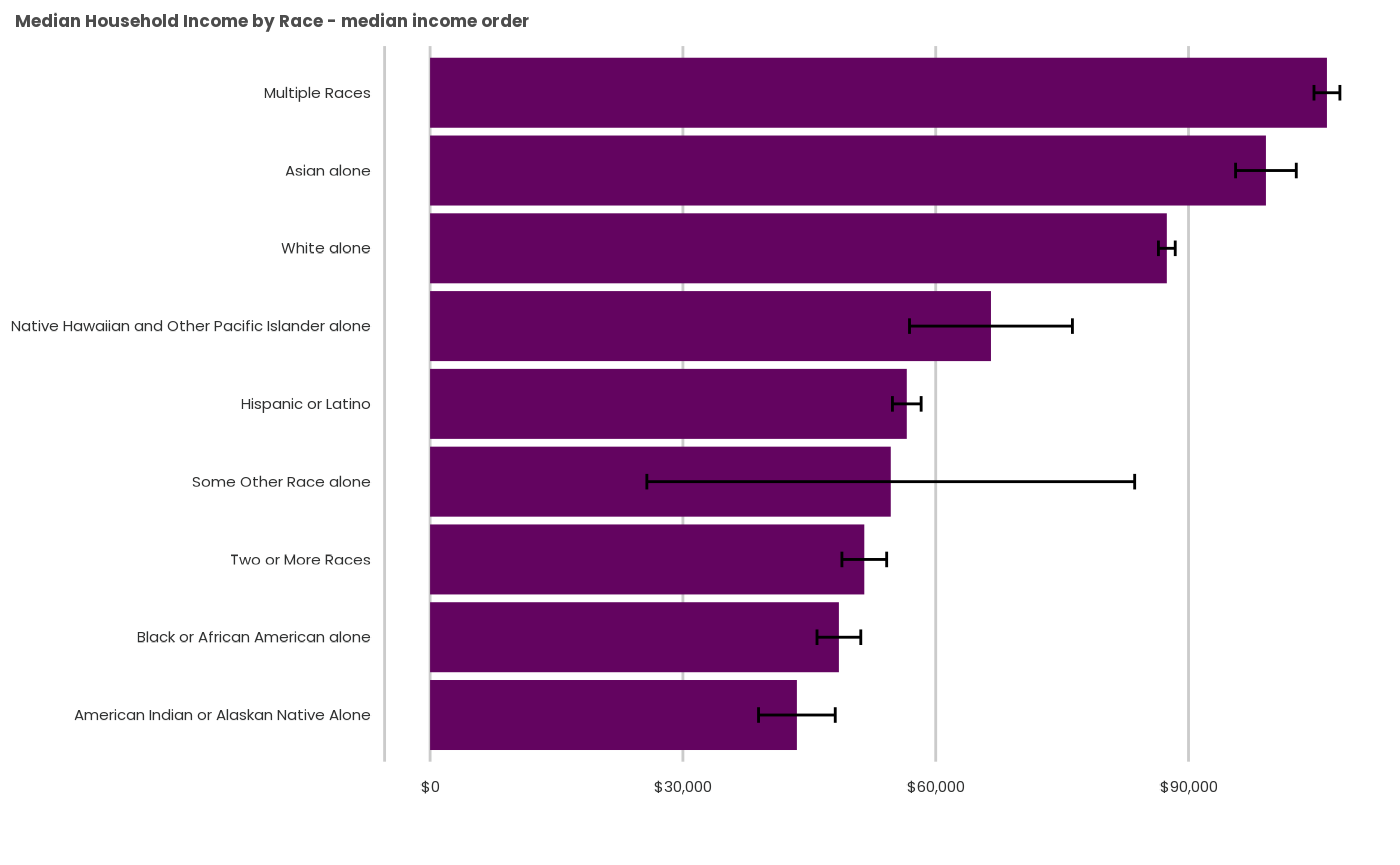 Median Household Income by Race - median income order
Multiple Races
Asian alone
White alone
Native Hawaiian and Other Pacific Islander alone
Hispanic or Latino
Some Other Race alone
Two or More Races
Black or African American alone
American Indian or Alaskan Native Alone
$0 $30,000 $60,000 $90,000